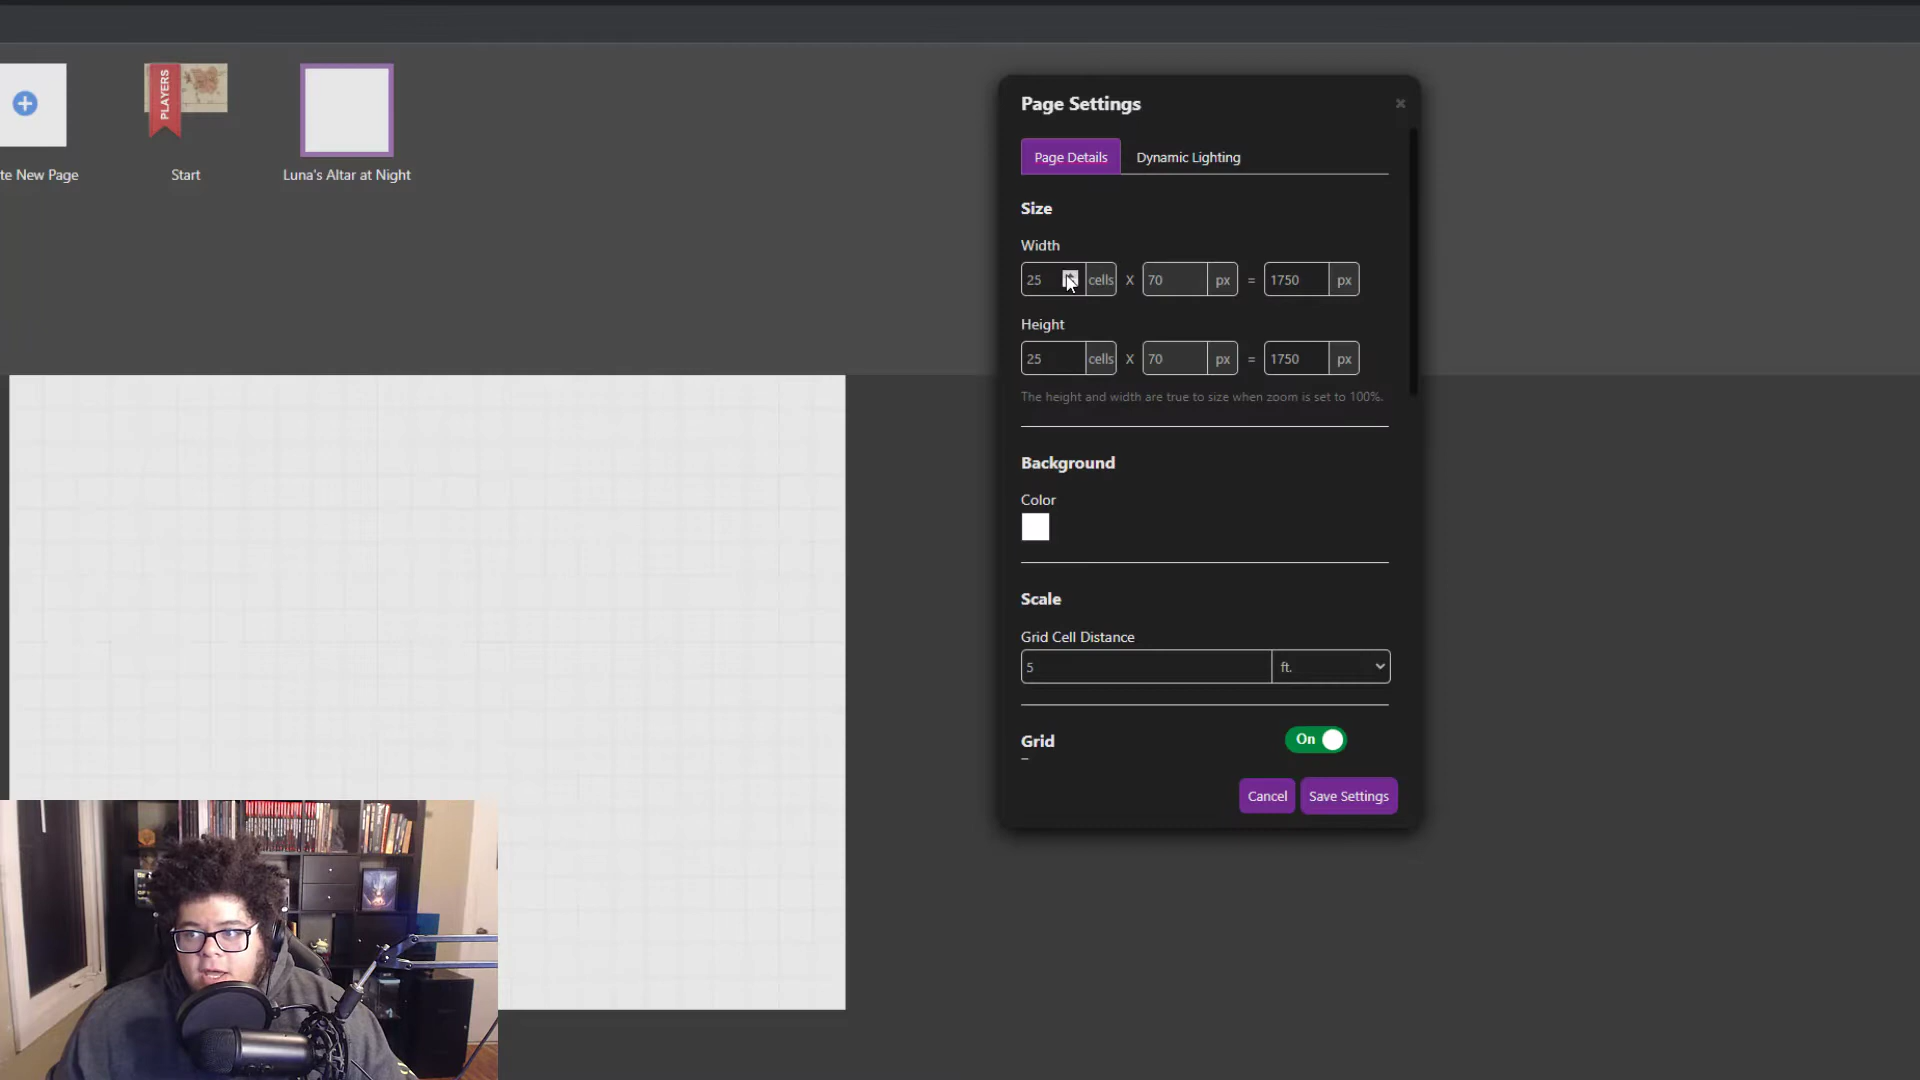 PLAYERS
te New Page
Start
Luna's Altar at Night
Page Settings
×
Page Details
Dynamic Lighting
Size
Width
25 cells X 70 px = 1750 px
Height
25 cells X 70 px = 1750 px
The height and width are true to size when zoom is set to 100%.
Background
Color
Scale
Grid Cell Distance
5 ft.
Grid
On
Cancel
Save Settings